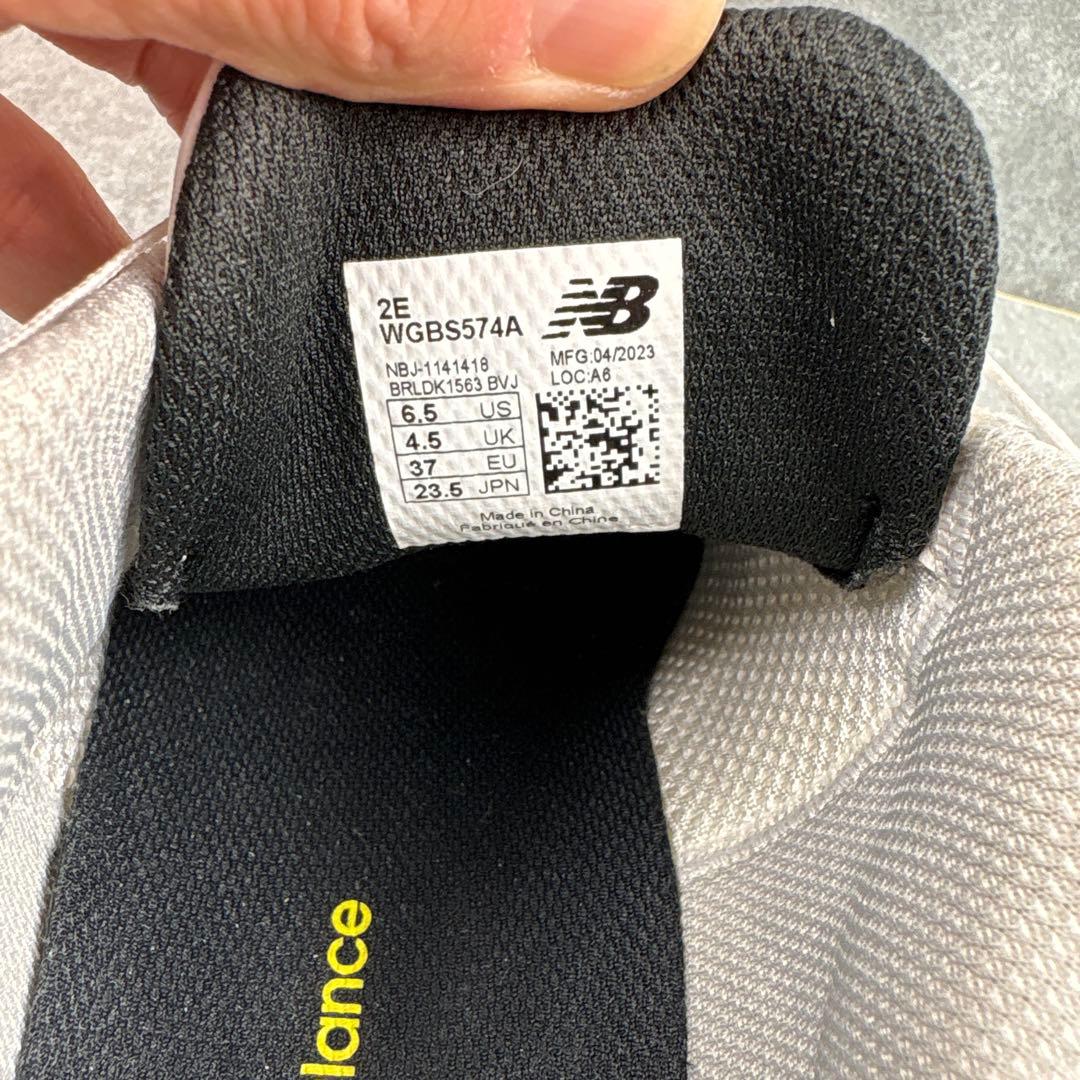 2E
WGBS574A
NB
NBJ-1141418
BRLDK1563 BVJ
MFG:04/2023
LOC:A6
6.5 US
4.5 UK
37 EU
23.5 JPN
Made in China
Fabriqué en Chine
lance